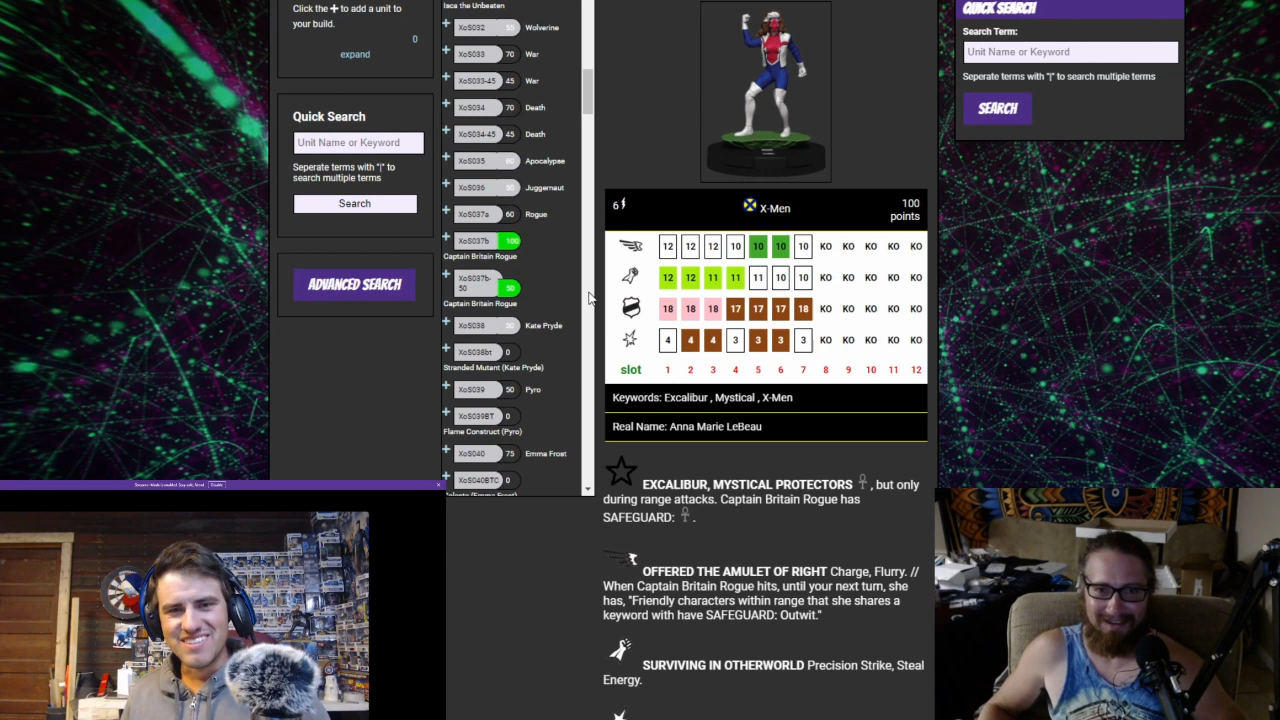 Click the + to add a unit to
your build.
0
expand
Quick Search
Unit Name or Keyword
Seperate terms with "|" to
search multiple terms
Search
ADVANCED SEARCH
Isca the Unbeaten
XoS032 55 Wolverine
XoS033 70 War
XoS033-45 45 War
XoS034 70 Death
XoS034-45 45 Death
XoS035 80 Apocalypse
XoS036 50 Juggernaut
XoS037a 60 Rogue
XoS037b 100
Captain Britain Rogue
XoS037b-
50 50
Captain Britain Rogue
XoS038 30 Kate Pryde
XoS038bt 0
Stranded Mutant (Kate Pryde)
XoS039 50 Pyro
XoS039BT 0
Flame Construct (Pyro)
XoS040 75 Emma Frost
XoS040BTC 0
6 X-Men 100
points
12 12 12 10 10 10 10 KO KO KO KO KO
12 12 11 11 11 10 10 KO KO KO KO KO
18 18 18 17 17 17 18 KO KO KO KO KO
4 4 4 3 3 3 3 KO KO KO KO KO
slot 1 2 3 4 5 6 7 8 9 10 11 12
Keywords: Excalibur , Mystical , X-Men
Real Name: Anna Marie LeBeau
EXCALIBUR, MYSTICAL PROTECTORS , but only
during range attacks. Captain Britain Rogue has
SAFEGUARD: .
OFFERED THE AMULET OF RIGHT Charge, Flurry. //
When Captain Britain Rogue hits, until your next turn, she
has, "Friendly characters within range that she shares a
keyword with have SAFEGUARD: Outwit."
SURVIVING IN OTHERWORLD Precision Strike, Steal
Energy.
QUICK SEARCH
Search Term:
Unit Name or Keyword
Seperate terms with "|" to search multiple terms
SEARCH